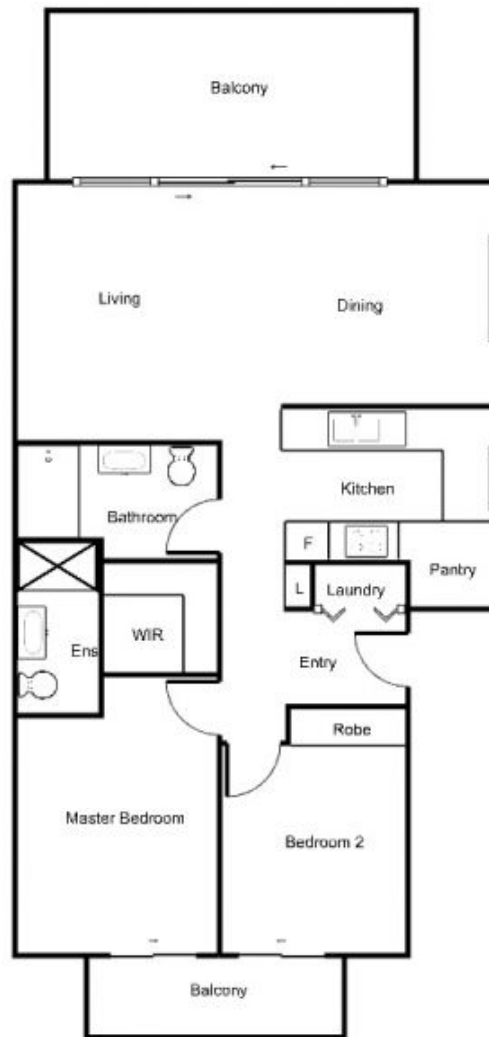 Balcony
Living
Dining
Kitchen
Bathroom
F
Pantry
L
Laundry
WIR
Ens
Entry
Robe
Master Bedroom
Bedroom 2
Balcony